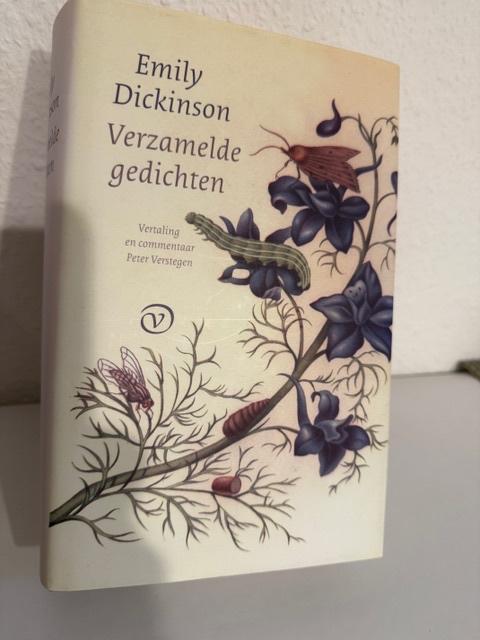 Emily
Dickinson
Verzamelde
gedichten
Vertaling
en commentaar
Peter Verstegen
V